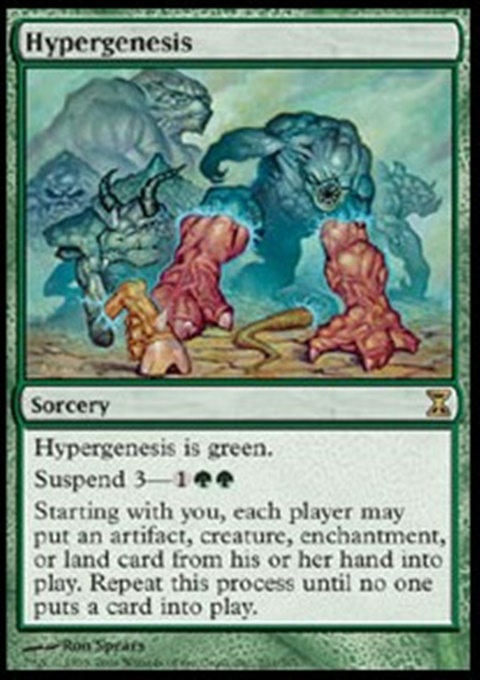 Hypergenesis
Sorcery
Hypergenesis is green.
Suspend 3—1
Starting with you, each player may
put an artifact, creature, enchantment,
or land card from his or her hand into
play. Repeat this process until no one
puts a card into play.
Ron Spears